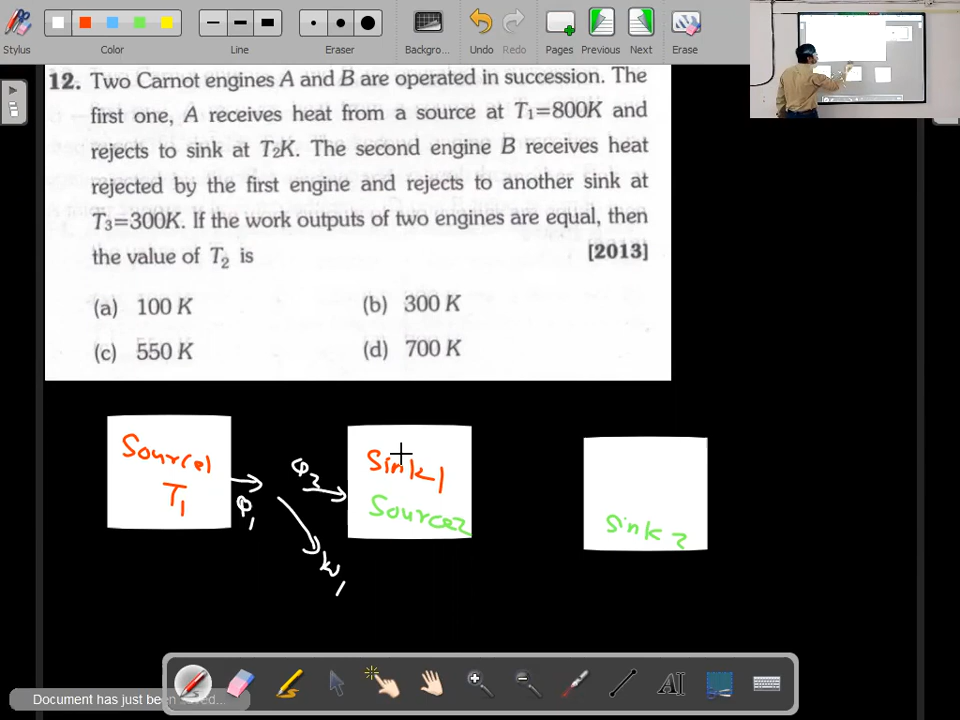 Stylus
Color
Line
Eraser
Backgro...
Undo
Redo
Pages
Previous
Next
Erase
12. Two Carnot engines A and B are operated in succession. The
first one, A receives heat from a source at T1=800K and
rejects to sink at T2K. The second engine B receives heat
rejected by the first engine and rejects to another sink at
T3=300K. If the work outputs of two engines are equal, then
the value of T2 is [2013]
(a) 100 K (b) 300 K
(c) 550 K (d) 700 K
Source1
T1
Q1
W1
Q2
Sink1
Source2
Sink2
Document has just been saved...